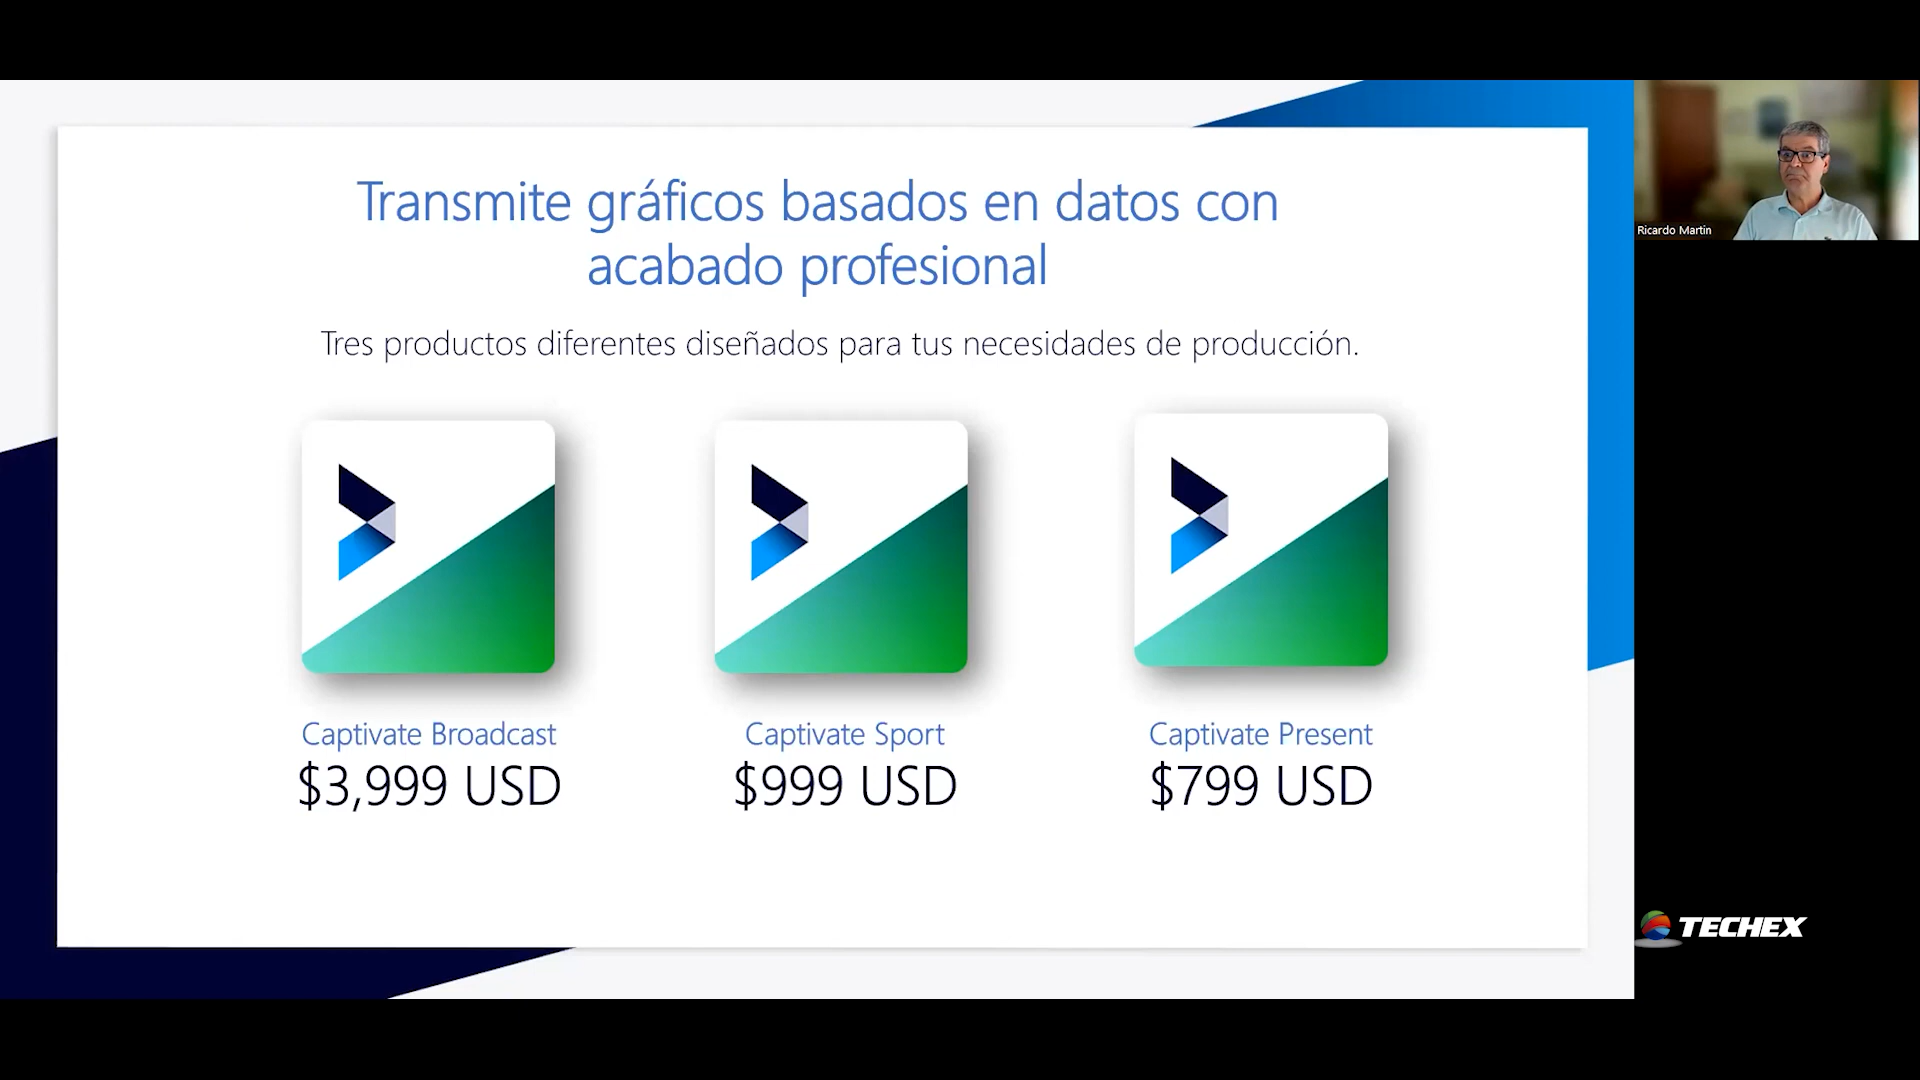 Transmite gráficos basados en datos con
acabado profesional
Tres productos diferentes diseñados para tus necesidades de producción.
Captivate Broadcast
$3,999 USD
Captivate Sport
$999 USD
Captivate Present
$799 USD
Ricardo Martin
TECHEX